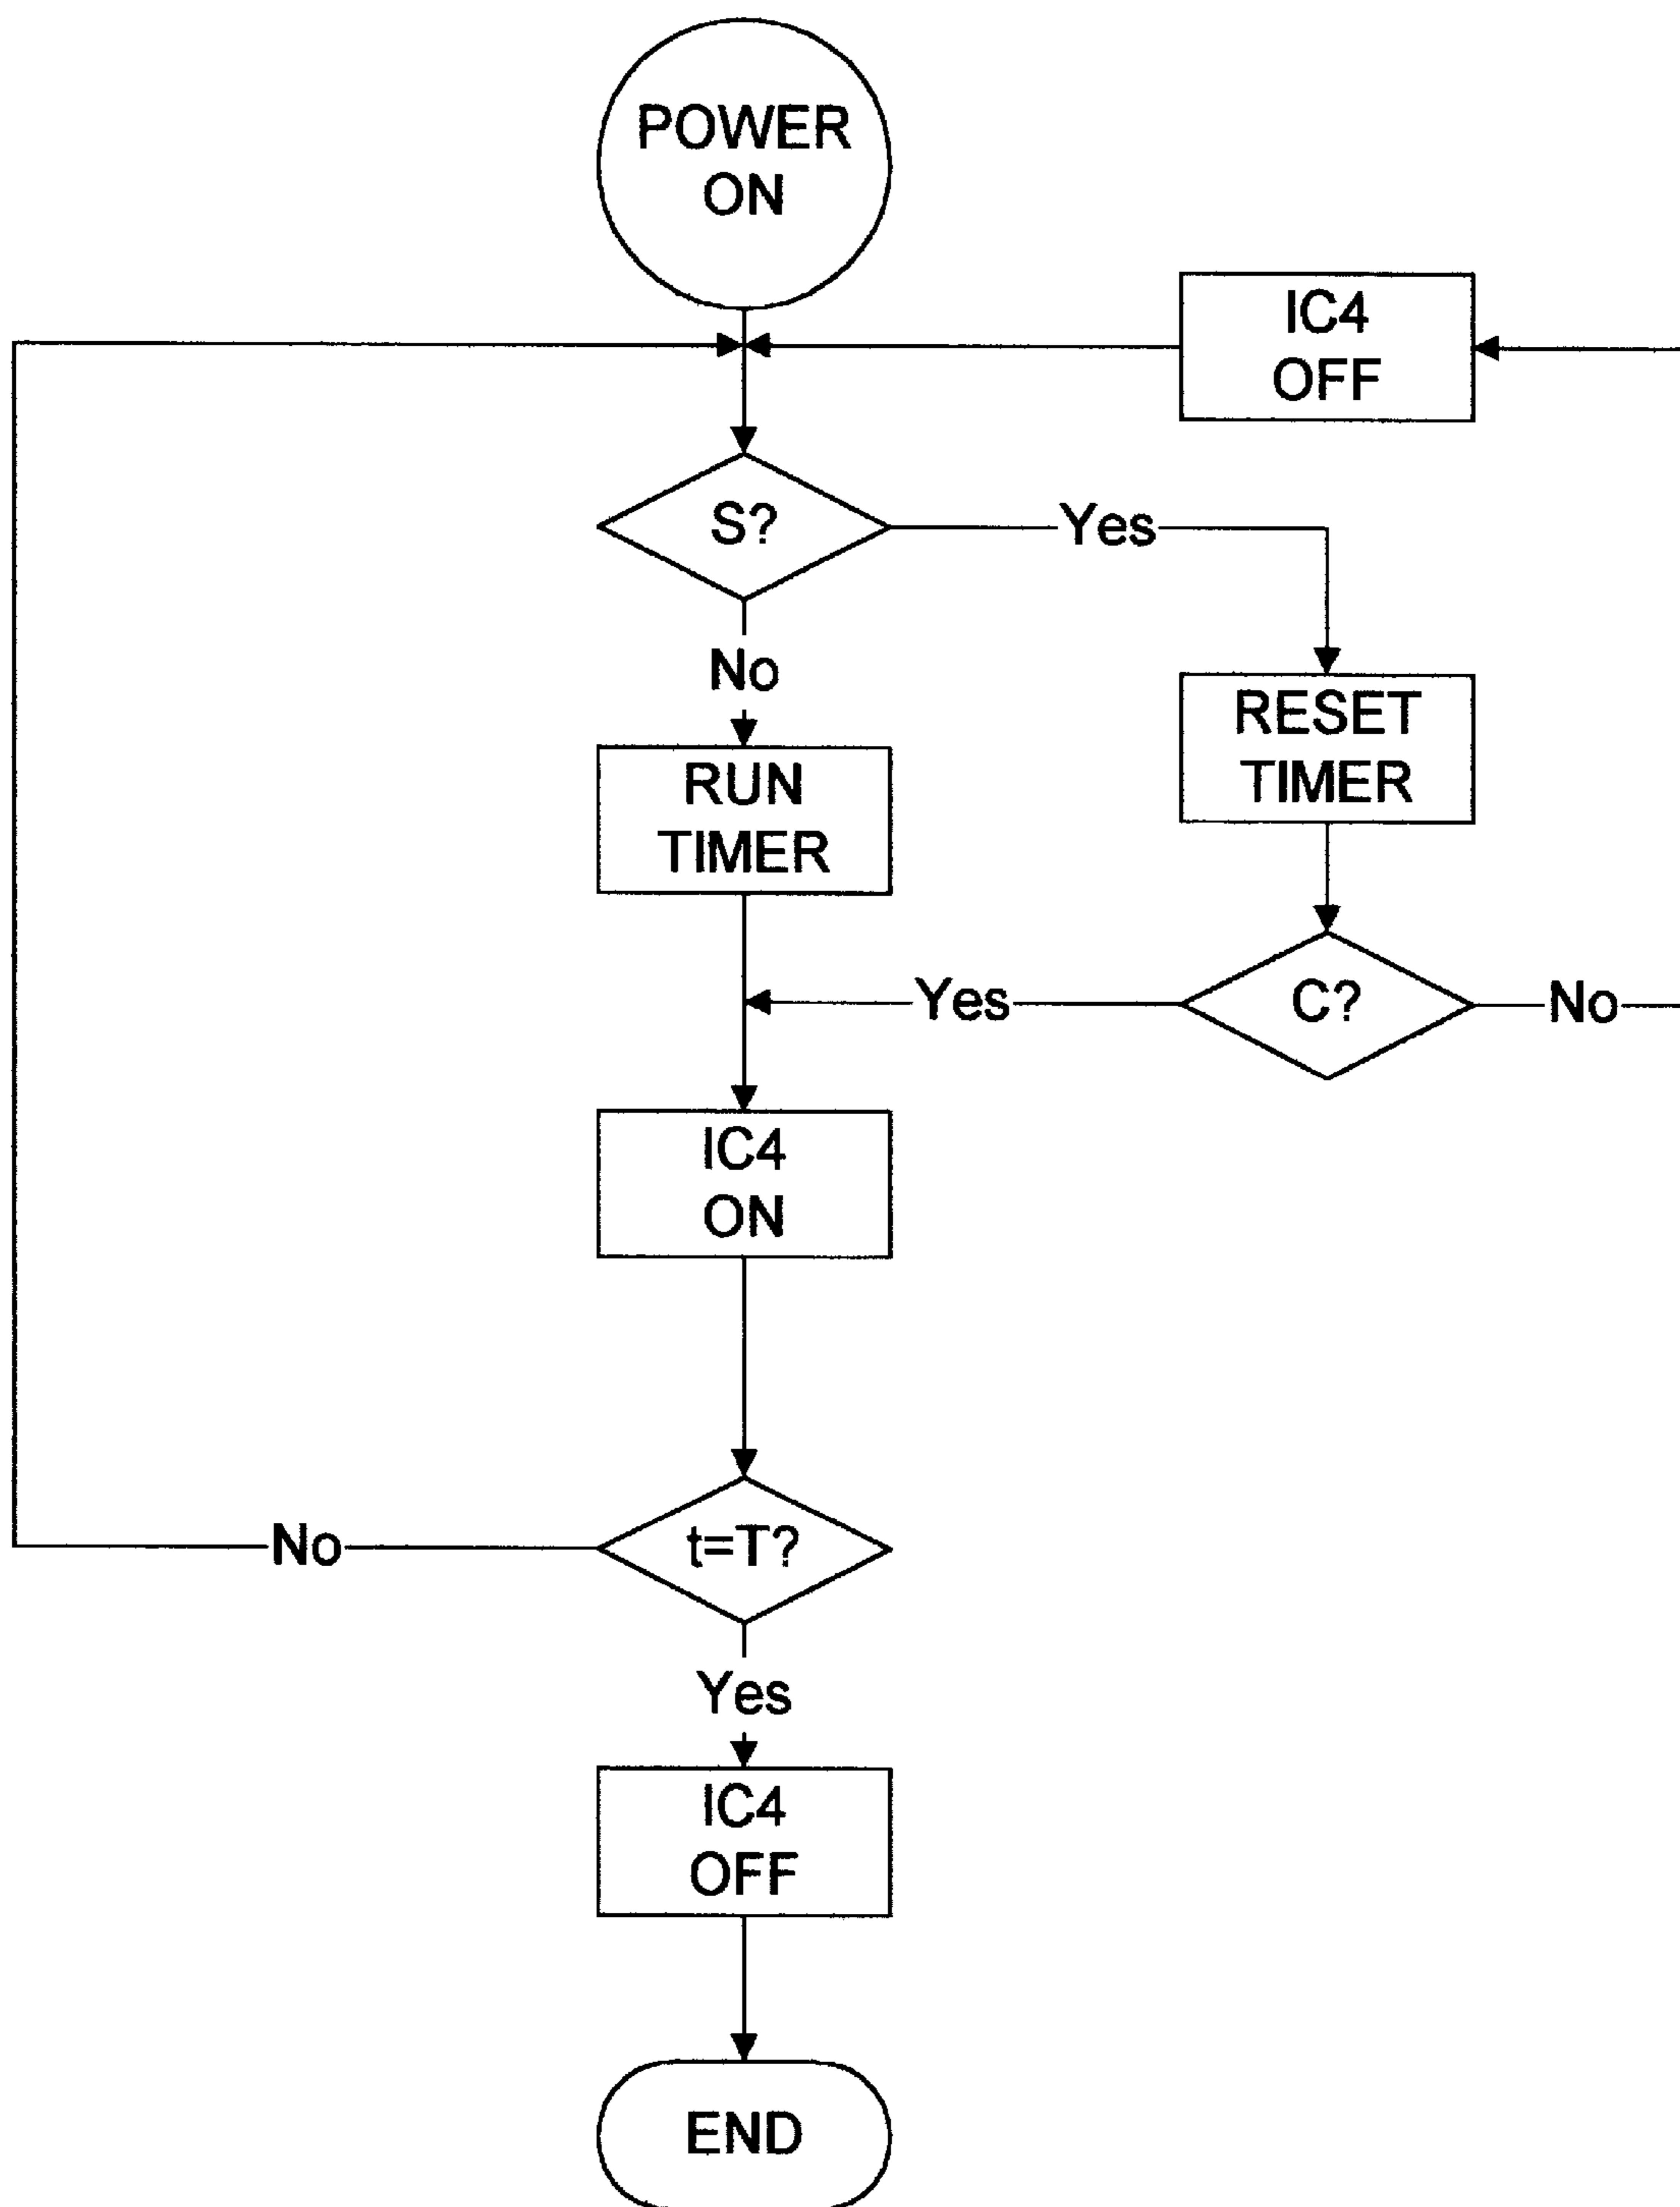 POWER
ON
IC4
OFF
S?
Yes
No
RESET
TIMER
RUN
TIMER
Yes
C?
No
IC4
ON
No
t=T?
Yes
IC4
OFF
END